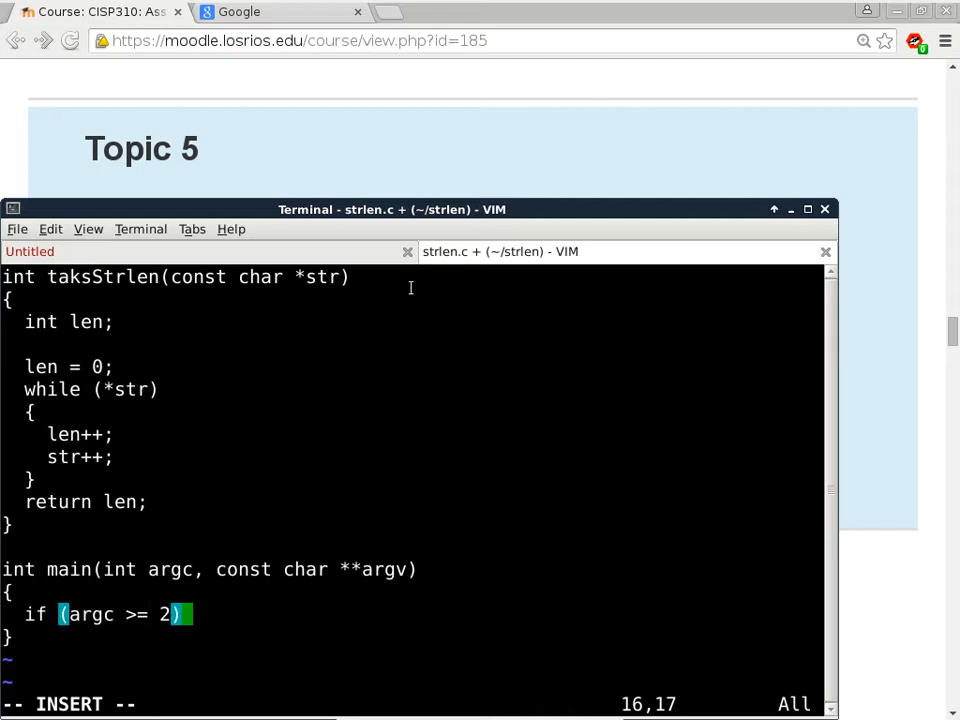 Course: CISP310: Ass
Google
https://moodle.losrios.edu/course/view.php?id=185
0
Topic 5
Terminal - strlen.c + (~/strlen) - VIM
File Edit View Terminal Tabs Help
Untitled
strlen.c + (~/strlen) - VIM
int taksStrlen(const char *str)
{
  int len;
  len = 0;
  while (*str)
  {
    len++;
    str++;
  }
  return len;
}
int main(int argc, const char **argv)
{
  if (argc >= 2)
}
~
~
-- INSERT -- 16,17 All